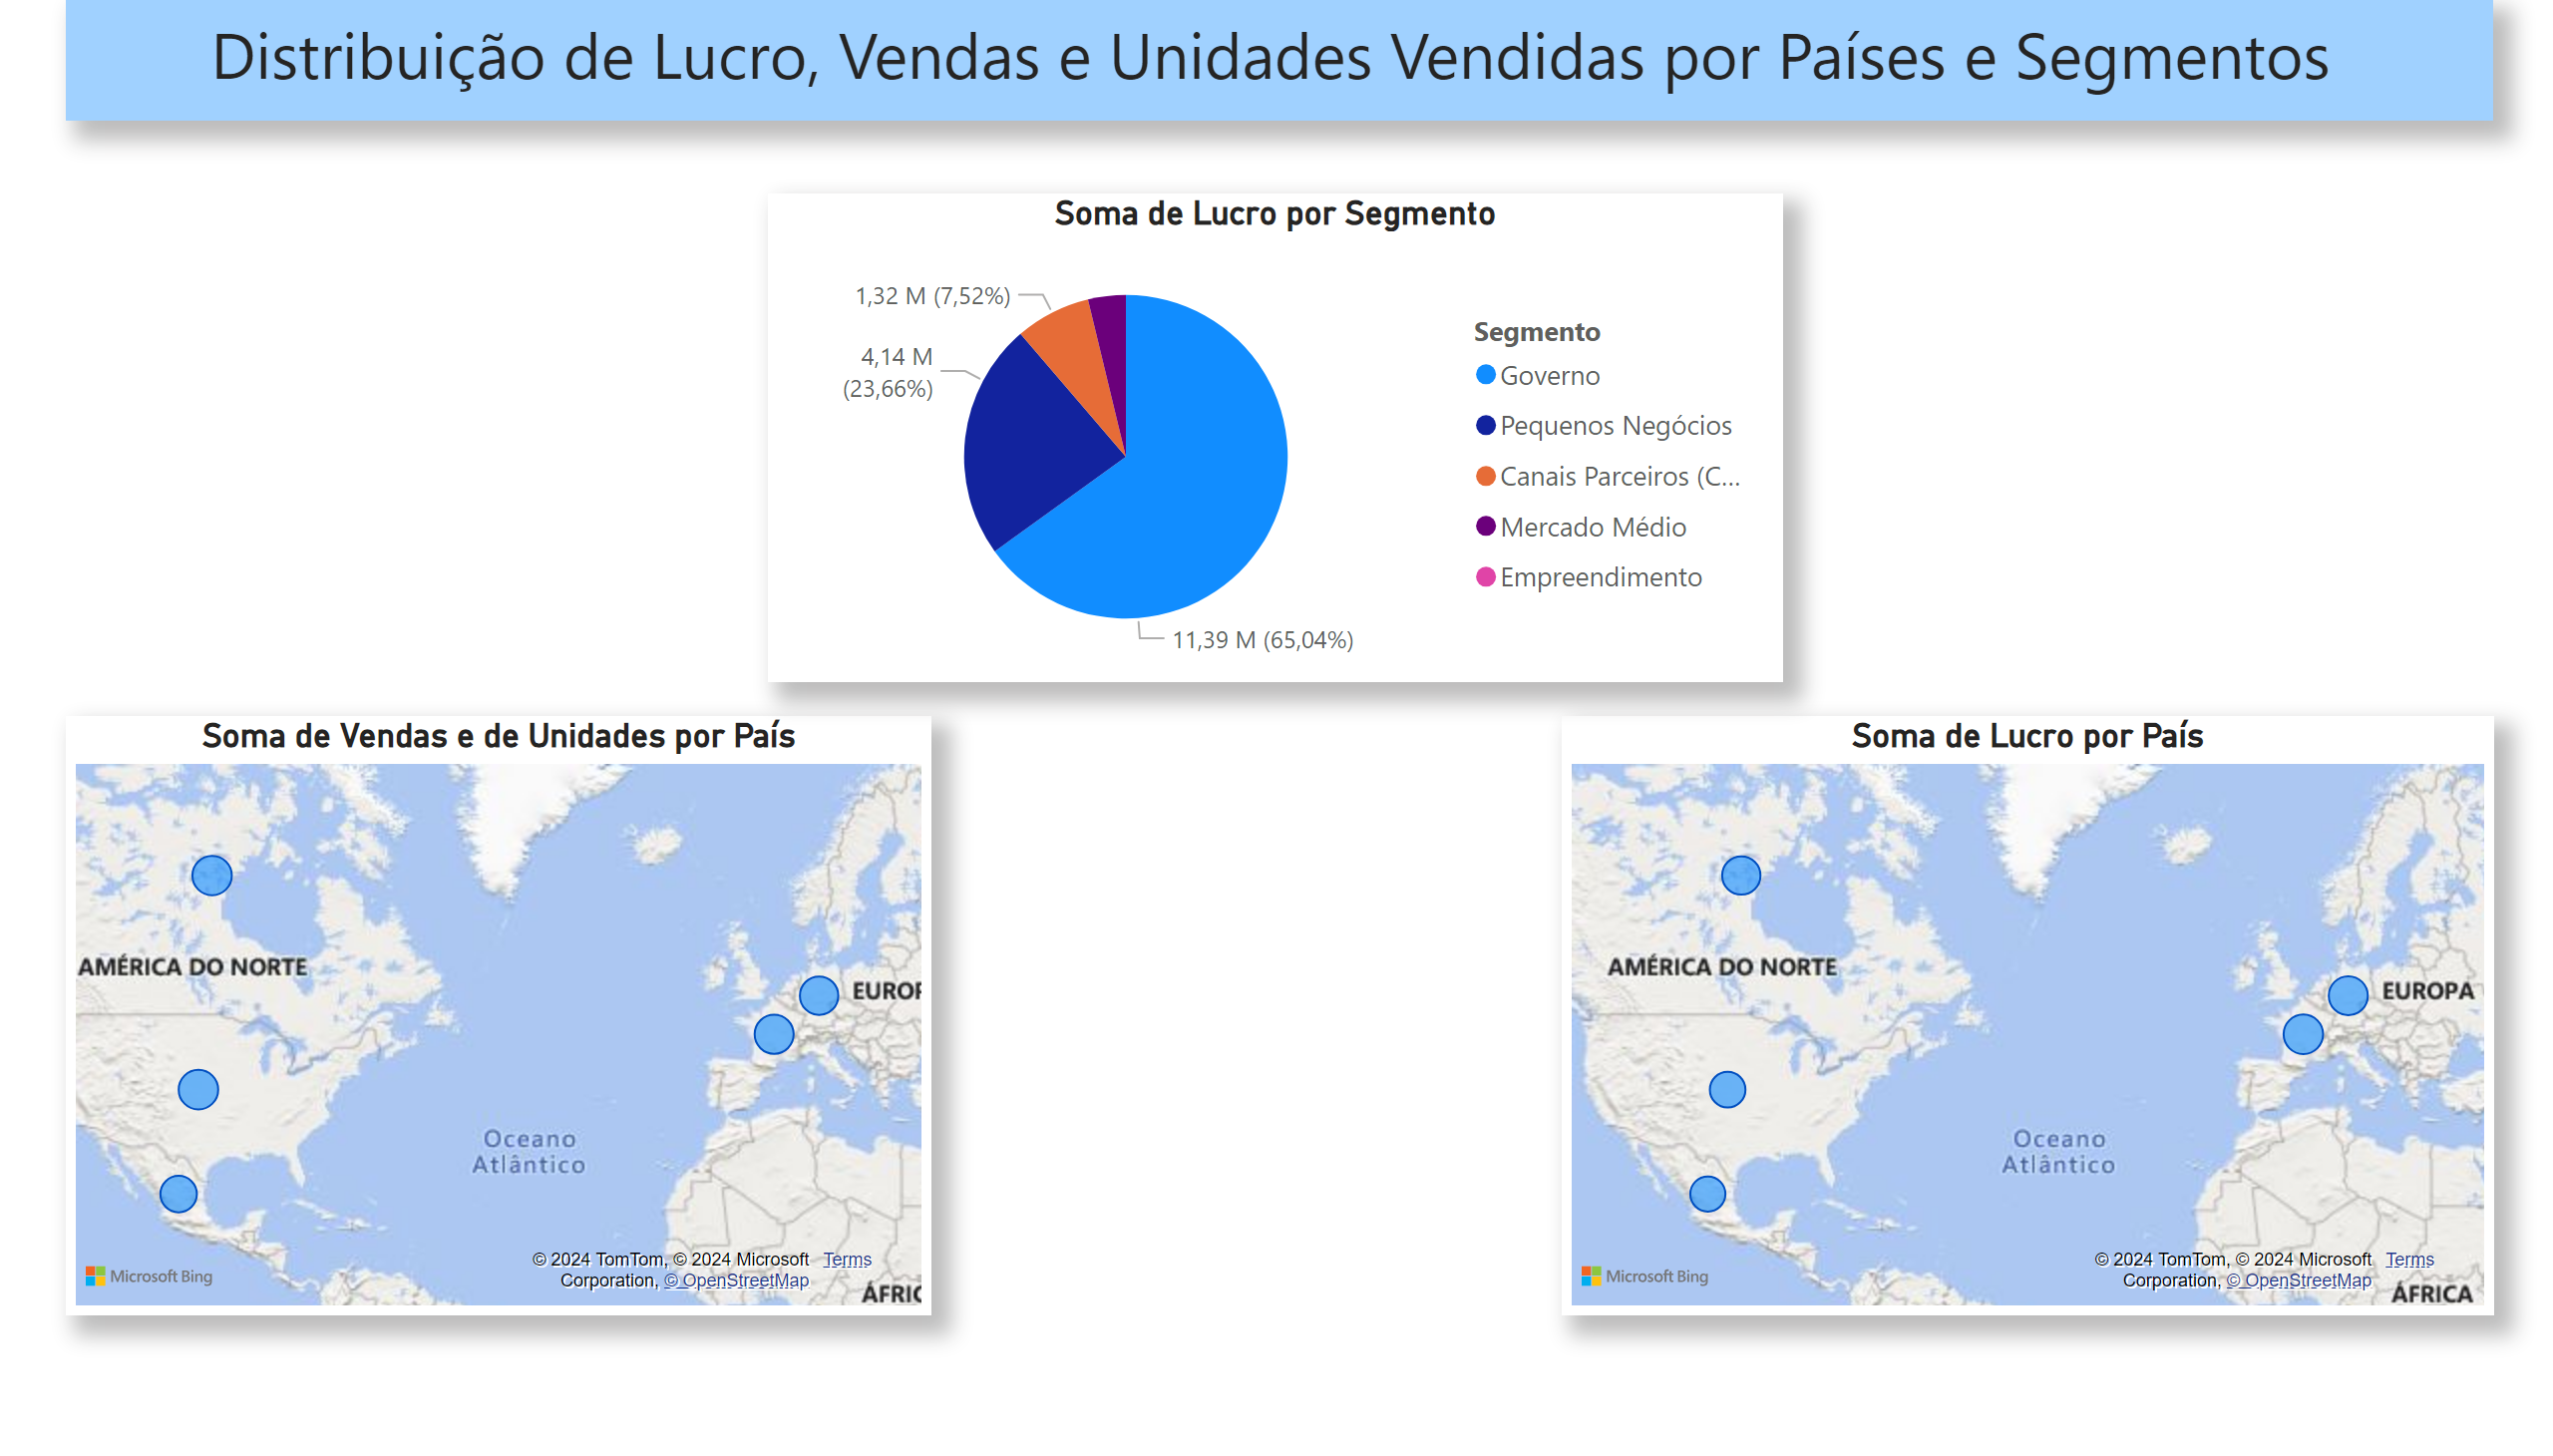 Distribuição de Lucro, Vendas e Unidades Vendidas por Países e Segmentos
Soma de Lucro por Segmento
1,32 M (7,52%)
4,14 M
(23,66%)
11,39 M (65,04%)
Segmento
Governo
Pequenos Negócios
Canais Parceiros (C...
Mercado Médio
Empreendimento
Soma de Vendas e de Unidades por País
AMÉRICA DO NORTE
EUROP
Oceano
Atlântico
Microsoft Bing
© 2024 TomTom, © 2024 Microsoft Terms
Corporation, © OpenStreetMap
ÁFRIC
Soma de Lucro por País
AMÉRICA DO NORTE
EUROPA
Oceano
Atlântico
Microsoft Bing
© 2024 TomTom, © 2024 Microsoft Terms
Corporation, © OpenStreetMap
ÁFRICA